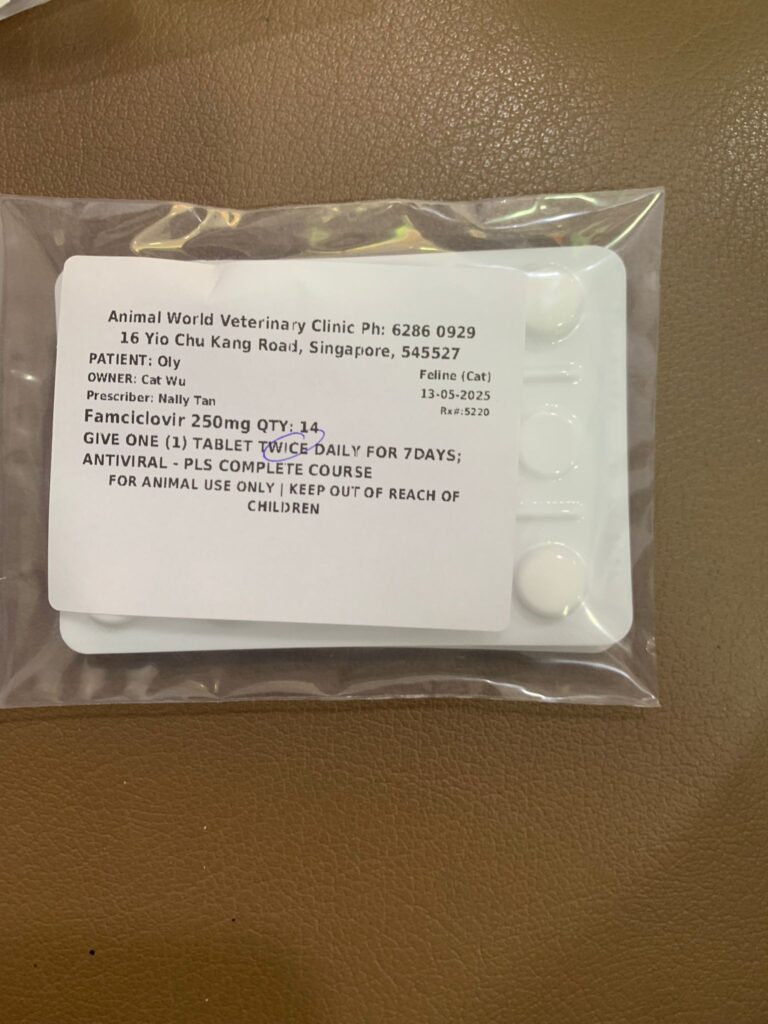 Animal World Veterinary Clinic Ph: 6286 0929
16 Yio Chu Kang Road, Singapore, 545527
PATIENT: Oly
Feline (Cat)
OWNER: Cat Wu
13-05-2025
Prescriber: Nally Tan
Rx#:5220
Famciclovir 250mg QTY: 14
GIVE ONE (1) TABLET TWICE DAILY FOR 7DAYS;
ANTIVIRAL - PLS COMPLETE COURSE
FOR ANIMAL USE ONLY | KEEP OUT OF REACH OF
CHILDREN